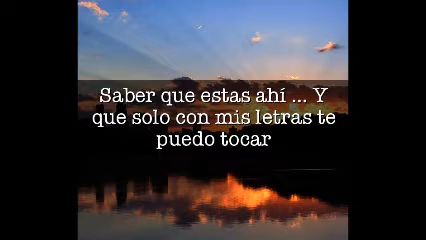 Saber que estas ahí ... Y
que solo con mis letras te
puedo tocar